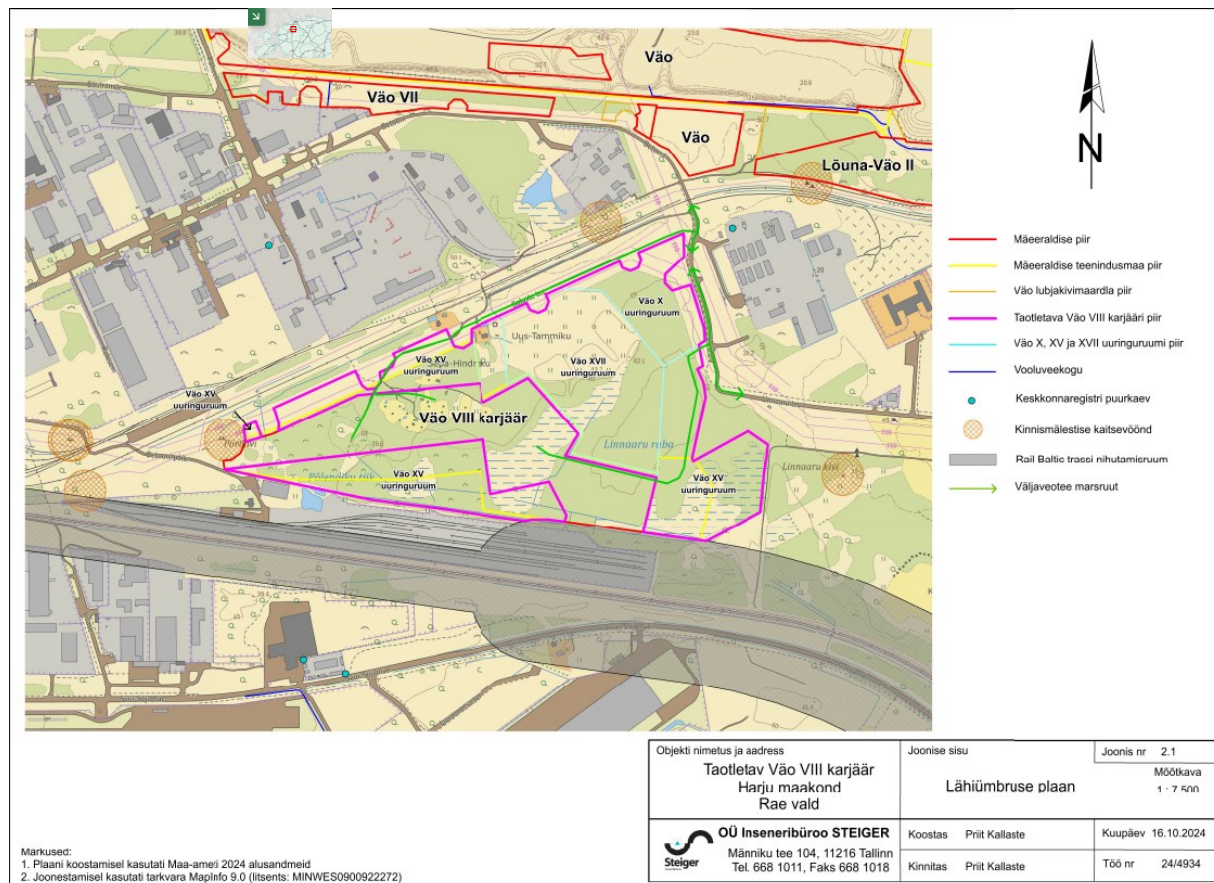 Väo
Väo VII
Väo
Lõuna-Väo II
Väo X
uuringuruum
Uus-Tammiku
Väo XV
uuringuruum
Väo XVII
uuringuruum
Väo XV
uuringuruum
Väo VIII karjäär
Linnaaru raba
Linnaaru kivi
Väo XV
uuringuruum
Väo XV
uuringuruum
N
Mäeeraldise piir
Mäeeraldise teenindusmaa piir
Väo lubjakivimaardla piir
Taotletava Väo VIII karjääri piir
Väo X, XV ja XVII uuringuruumi piir
Vooluveekogu
Keskkonnaregistri puurkaev
Kinnismälestise kaitsevöönd
Rail Baltic trassi nihutamisruum
Väljaveotee marsruut
Objekti nimetus ja aadress
Taotletav Väo VIII karjäär
Harju maakond
Rae vald
Joonise sisu
Lähiümbruse plaan
Joonis nr 2.1
Mõõtkava
1 : 7 500
Steiger
OÜ Inseneribüroo STEIGER
Männiku tee 104, 11216 Tallinn
Tel. 668 1011, Faks 668 1018
Koostas Priit Kallaste
Kuupäev 16.10.2024
Kinnitas Priit Kallaste
Töö nr 24/4934
Markused:
1. Plaani koostamisel kasutati Maa-ameti 2024 alusandmeid
2. Joonestamisel kasutati tarkvara MapInfo 9.0 (litsents: MINWES0900922272)